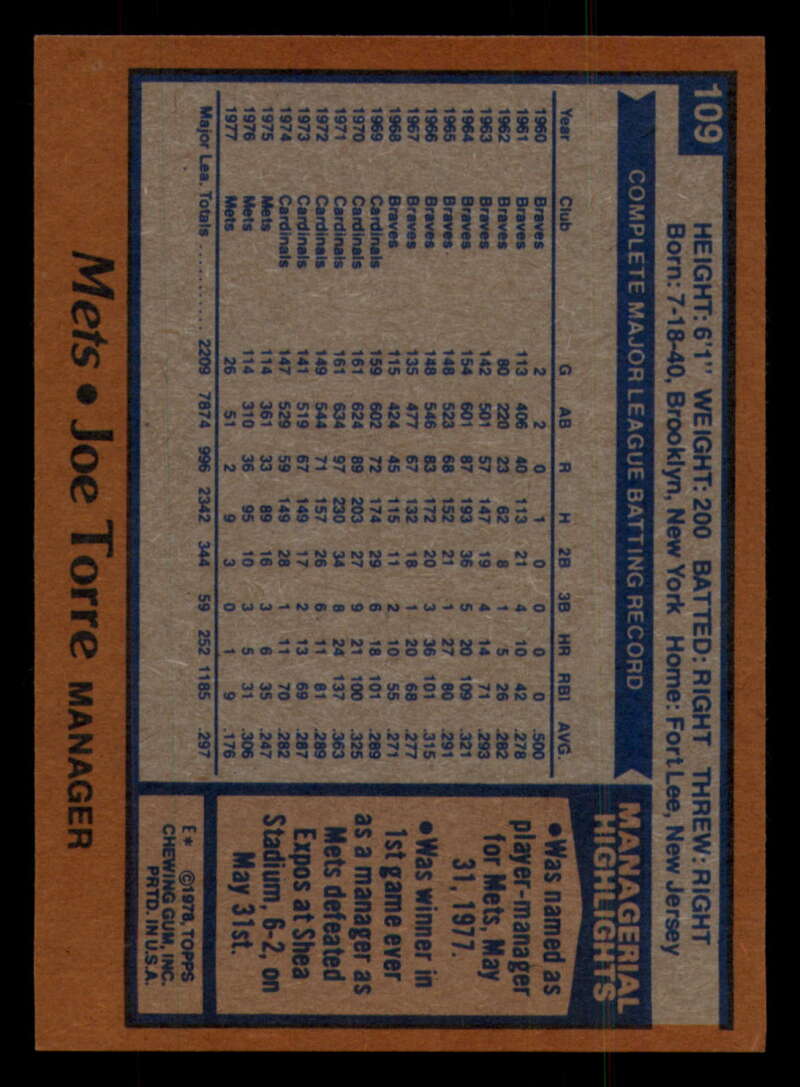 109
HEIGHT: 6'1" WEIGHT: 200 BATTED: RIGHT THREW: RIGHT
Born: 7-18-40, Brooklyn, New York Home: Fort Lee, New Jersey
COMPLETE MAJOR LEAGUE BATTING RECORD
Year Club G AB R H 2B 3B HR RBI AVG.
1960 Braves 2 2 0 1 0 0 0 0 .500
1961 Braves 113 406 40 113 21 4 10 42 .278
1962 Braves 80 220 23 62 8 1 5 26 .282
1963 Braves 142 501 57 147 19 4 14 71 .293
1964 Braves 154 601 87 193 36 5 20 109 .321
1965 Braves 148 523 68 152 21 1 27 80 .291
1966 Braves 148 546 83 172 20 3 36 101 .315
1967 Braves 135 477 67 132 18 1 20 68 .277
1968 Braves 115 424 45 115 11 2 10 55 .271
1969 Cardinals 159 602 72 174 29 6 18 101 .289
1970 Cardinals 161 624 89 203 27 9 21 100 .325
1971 Cardinals 161 634 97 230 34 8 24 137 .363
1972 Cardinals 149 544 71 157 26 6 11 81 .289
1973 Cardinals 141 519 67 149 17 2 13 69 .287
1974 Cardinals 147 529 59 149 28 1 11 70 .282
1975 Mets 114 361 33 89 16 3 6 35 .247
1976 Mets 114 310 36 95 10 3 5 31 .306
1977 Mets 26 51 2 9 3 0 1 9 .176
Major Lea. Totals .......... 2209 7874 996 2342 344 59 252 1185 .297
MANAGERIAL
HIGHLIGHTS
●Was named as
player-manager
for Mets, May
31, 1977.
●Was winner in
1st game ever
as a manager as
Mets defeated
Expos at Shea
Stadium, 6-2, on
May 31st.
E* ©1978, TOPPS
CHEWING GUM, INC.
PRTD. IN U.S.A.
Mets ● Joe Torre MANAGER